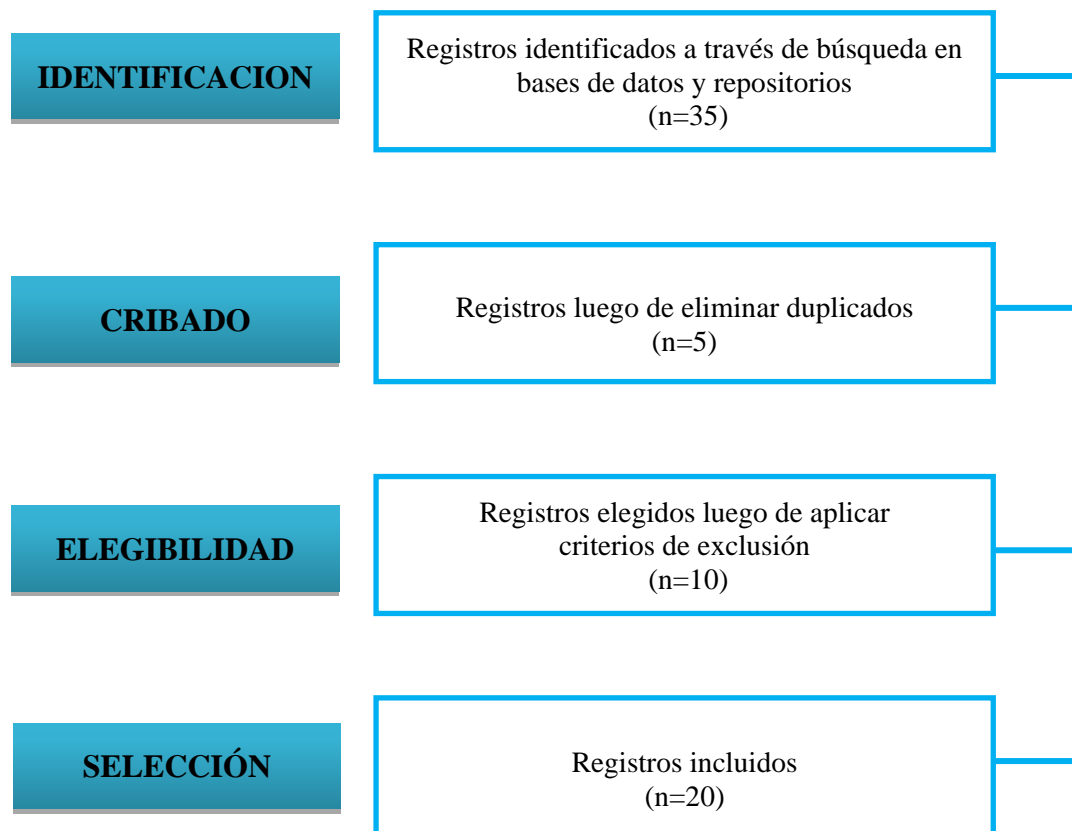 IDENTIFICACION
Registros identificados a través de búsqueda en
bases de datos y repositorios
(n=35)
CRIBADO
Registros luego de eliminar duplicados
(n=5)
ELEGIBILIDAD
Registros elegidos luego de aplicar
criterios de exclusión
(n=10)
SELECCIÓN
Registros incluidos
(n=20)